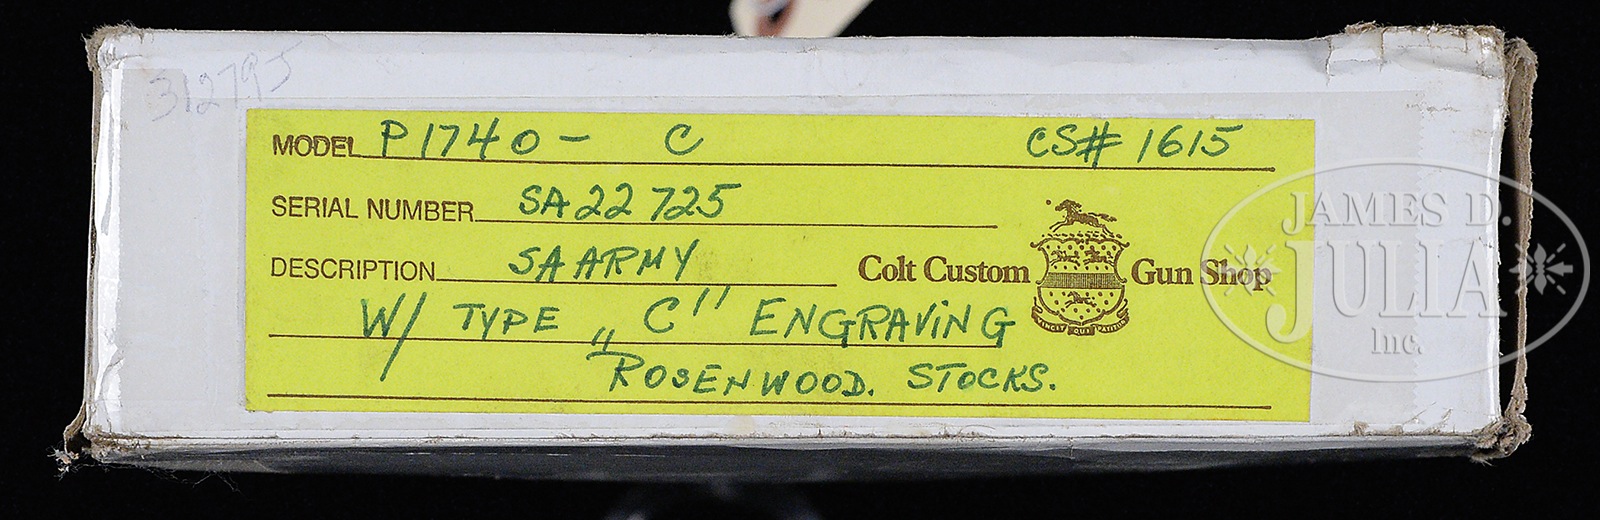 312795
MODEL P1740 - C CS# 1615
SERIAL NUMBER SA22725
DESCRIPTION SA ARMY
Colt Custom Gun Shop
W/ TYPE "C" ENGRAVING
ROSENWOOD. STOCKS.
JAMES D.
JULIA
Inc.